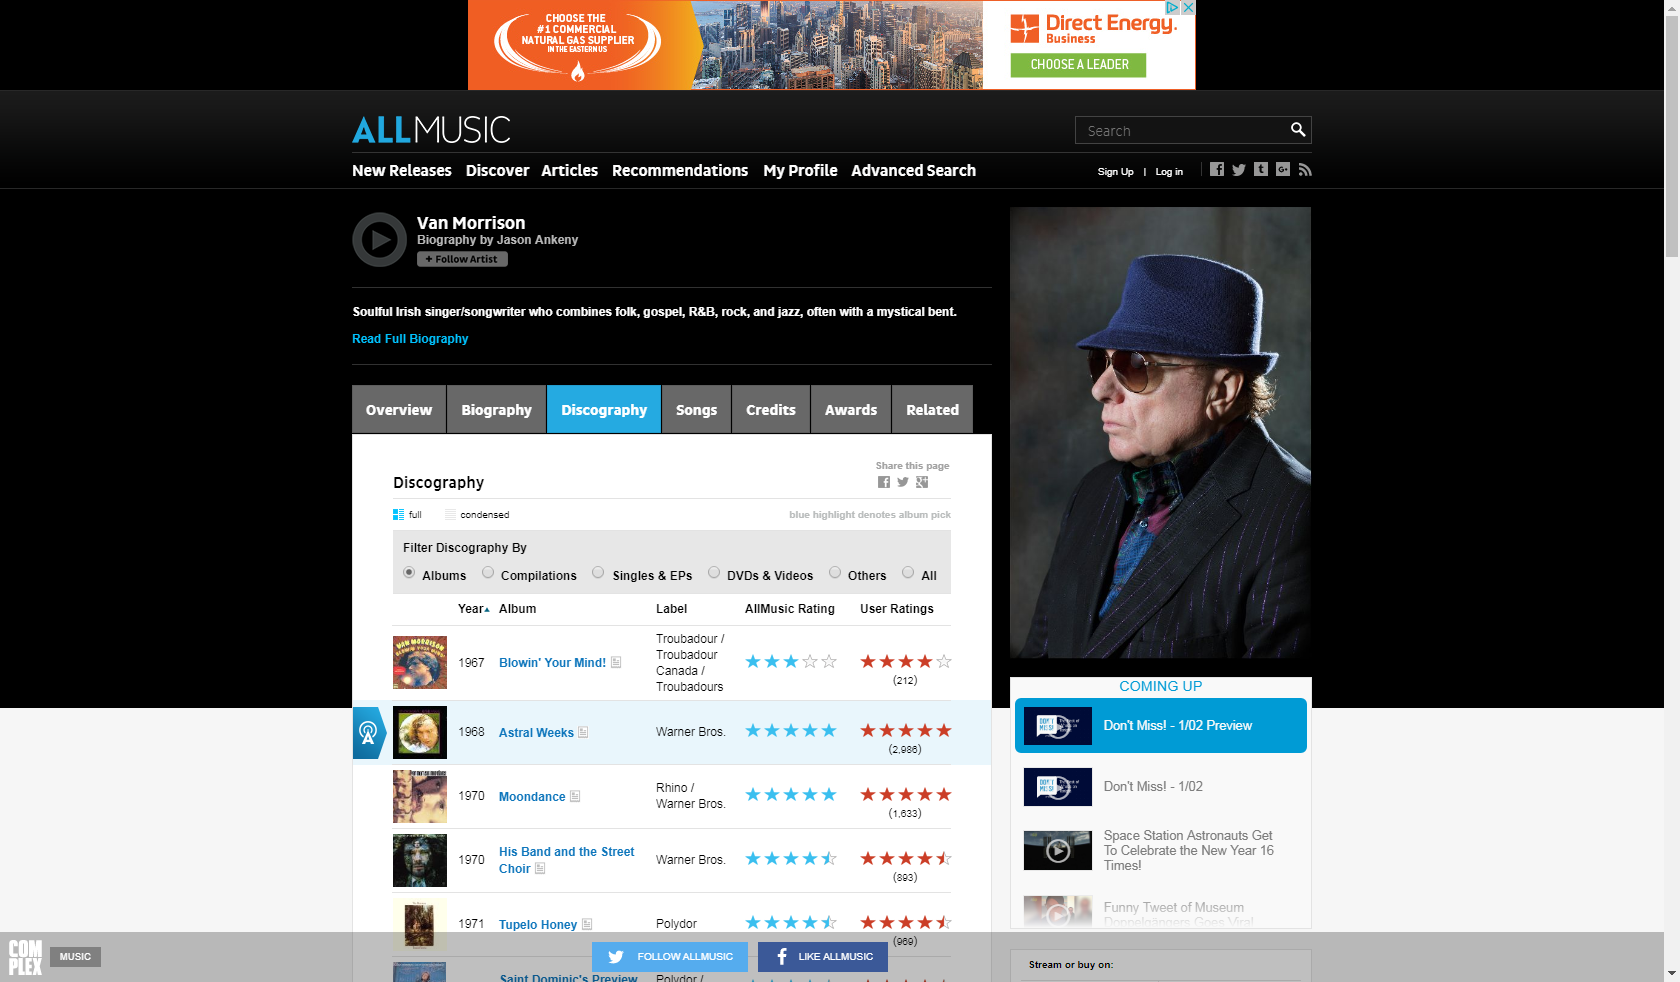 CHOOSE THE
#1 COMMERCIAL
NATURAL GAS SUPPLIER
IN THE EASTERN US
Direct Energy.
Business
CHOOSE A LEADER
ALLMUSIC
Search
New Releases Discover Articles Recommendations My Profile Advanced Search
Sign Up | Log in
Van Morrison
Biography by Jason Ankeny
+ Follow Artist
Soulful Irish singer/songwriter who combines folk, gospel, R&B, rock, and jazz, often with a mystical bent.
Read Full Biography
Overview Biography Discography Songs Credits Awards Related
Share this page
Discography
full condensed blue highlight denotes album pick
Filter Discography By
Albums Compilations Singles & EPs DVDs & Videos Others All
Year Album Label AllMusic Rating User Ratings
VAN MORRISON
1967 Blowin' Your Mind! Troubadour /
Troubadour
Canada /
Troubadours
(212)
1968 Astral Weeks Warner Bros.
(2,986)
1970 Moondance Rhino /
Warner Bros.
(1,633)
1970 His Band and the Street
Choir Warner Bros.
(893)
1971 Tupelo Honey Polydor
(969)
Saint Dominic's Preview Polydor /
COMING UP
DON'T
MISS!
Don't Miss! - 1/02 Preview
DON'T
MISS!
Don't Miss! - 1/02
Space Station Astronauts Get
To Celebrate the New Year 16
Times!
Funny Tweet of Museum
Doppelgängers Goes Viral
Stream or buy on:
COM
PLEX
MUSIC
FOLLOW ALLMUSIC
LIKE ALLMUSIC